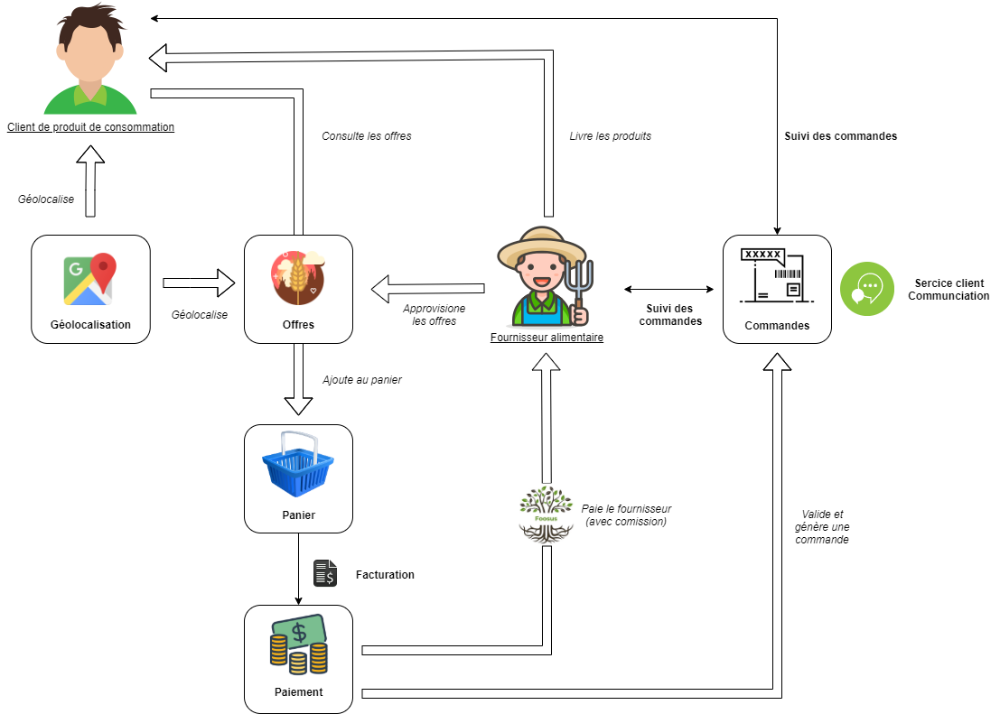 Client de produit de consommation
Consulte les offres
Livre les produits
Suivi des commandes
Géolocalise
G
Géolocalisation
Géolocalise
Offres
Approvisione
les offres
Fournisseur alimentaire
Suivi des
commandes
XXXXX
Commandes
Sercice client
Communciation
Ajoute au panier
Panier
Foosus
Paie le fournisseur
(avec comission)
Valide et
génère une
commande
$
Facturation
$
Paiement